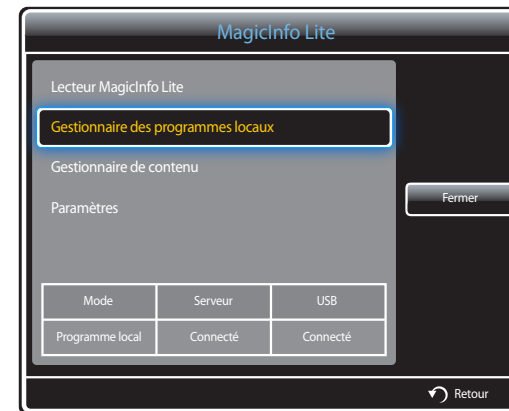 MagicInfo Lite
Lecteur MagicInfo Lite
Gestionnaire des programmes locaux
Gestionnaire de contenu
Paramètres
Fermer
Mode Serveur USB
Programme local Connecté Connecté
Retour